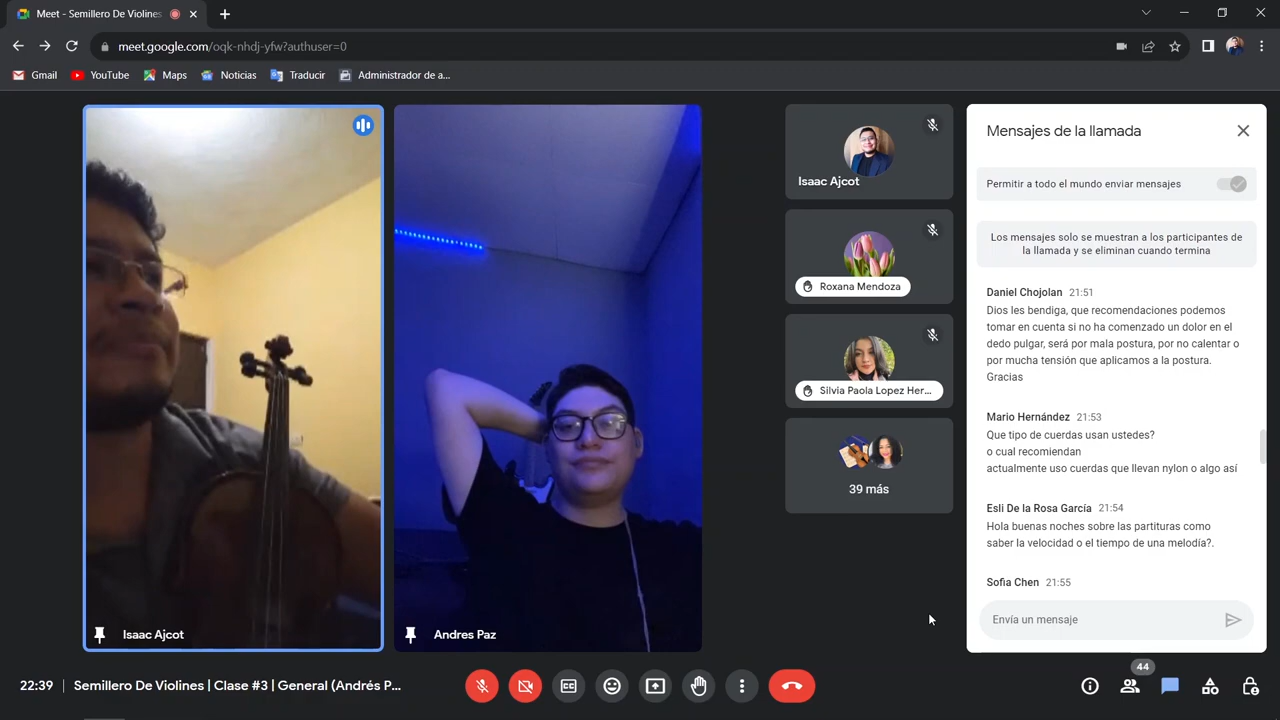 Meet - Semillero De Violines
meet.google.com/oqk-nhdj-yfw?authuser=0
Gmail
YouTube
Maps
Noticias
Traducir
Administrador de a...
Isaac Ajcot
Andres Paz
Isaac Ajcot
Roxana Mendoza
Silvia Paola Lopez Her...
39 más
Mensajes de la llamada
Permitir a todo el mundo enviar mensajes
Los mensajes solo se muestran a los participantes de
la llamada y se eliminan cuando termina
Daniel Chojolan 21:51
Dios les bendiga, que recomendaciones podemos
tomar en cuenta si no ha comenzado un dolor en el
dedo pulgar, será por mala postura, por no calentar o
por mucha tensión que aplicamos a la postura.
Gracias
Mario Hernández 21:53
Que tipo de cuerdas usan ustedes?
o cual recomiendan
actualmente uso cuerdas que llevan nylon o algo así
Esli De la Rosa García 21:54
Hola buenas noches sobre las partituras como
saber la velocidad o el tiempo de una melodía?.
Sofia Chen 21:55
Envía un mensaje
22:39 | Semillero De Violines | Clase #3 | General (Andrés P...
44